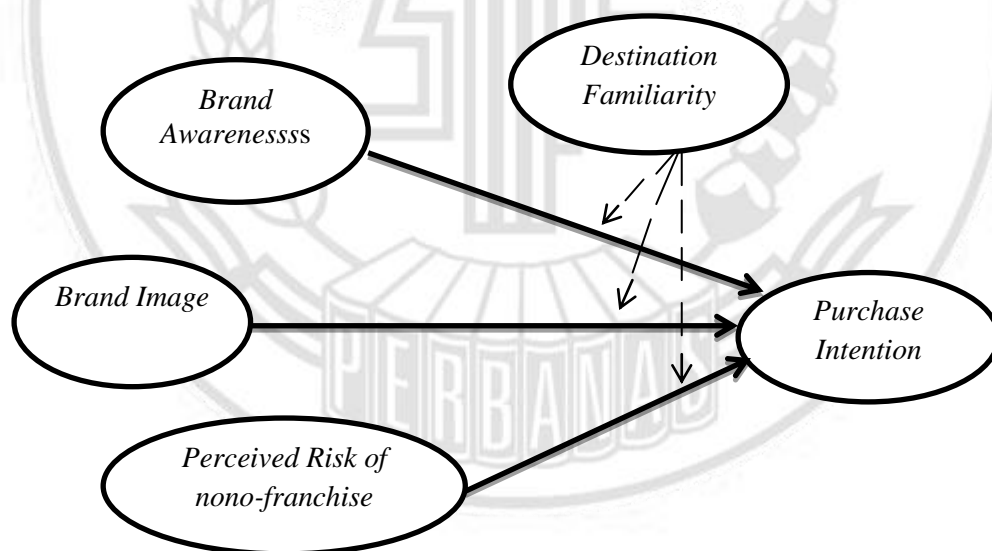 Destination
Familiarity
Brand
Awarenessss
Brand Image
Purchase
Intention
Perceived Risk of
nono-franchise
PERBANAS